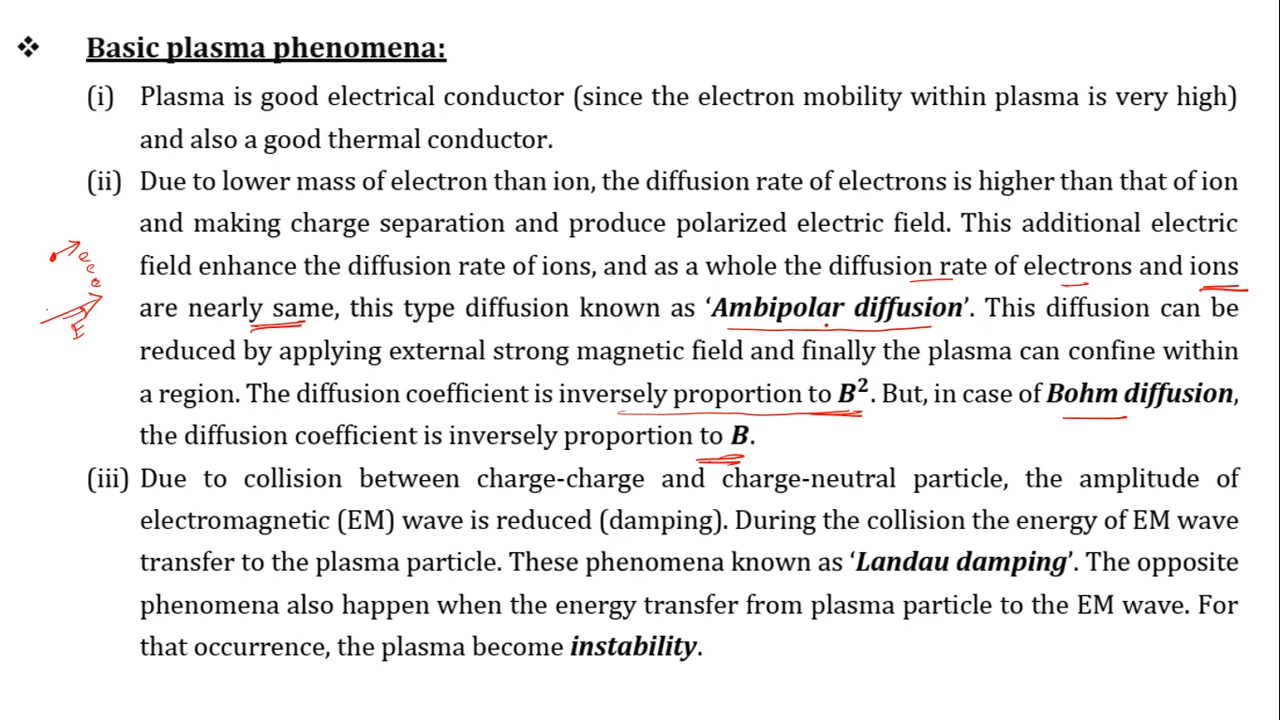 ❖ Basic plasma phenomena:
(i) Plasma is good electrical conductor (since the electron mobility within plasma is very high)
and also a good thermal conductor.
(ii) Due to lower mass of electron than ion, the diffusion rate of electrons is higher than that of ion
and making charge separation and produce polarized electric field. This additional electric
field enhance the diffusion rate of ions, and as a whole the diffusion rate of electrons and ions
are nearly same, this type diffusion known as ‘Ambipolar diffusion’. This diffusion can be
reduced by applying external strong magnetic field and finally the plasma can confine within
a region. The diffusion coefficient is inversely proportion to B². But, in case of Bohm diffusion,
the diffusion coefficient is inversely proportion to B.
(iii) Due to collision between charge-charge and charge-neutral particle, the amplitude of
electromagnetic (EM) wave is reduced (damping). During the collision the energy of EM wave
transfer to the plasma particle. These phenomena known as ‘Landau damping’. The opposite
phenomena also happen when the energy transfer from plasma particle to the EM wave. For
that occurrence, the plasma become instability.
e
e
e
E